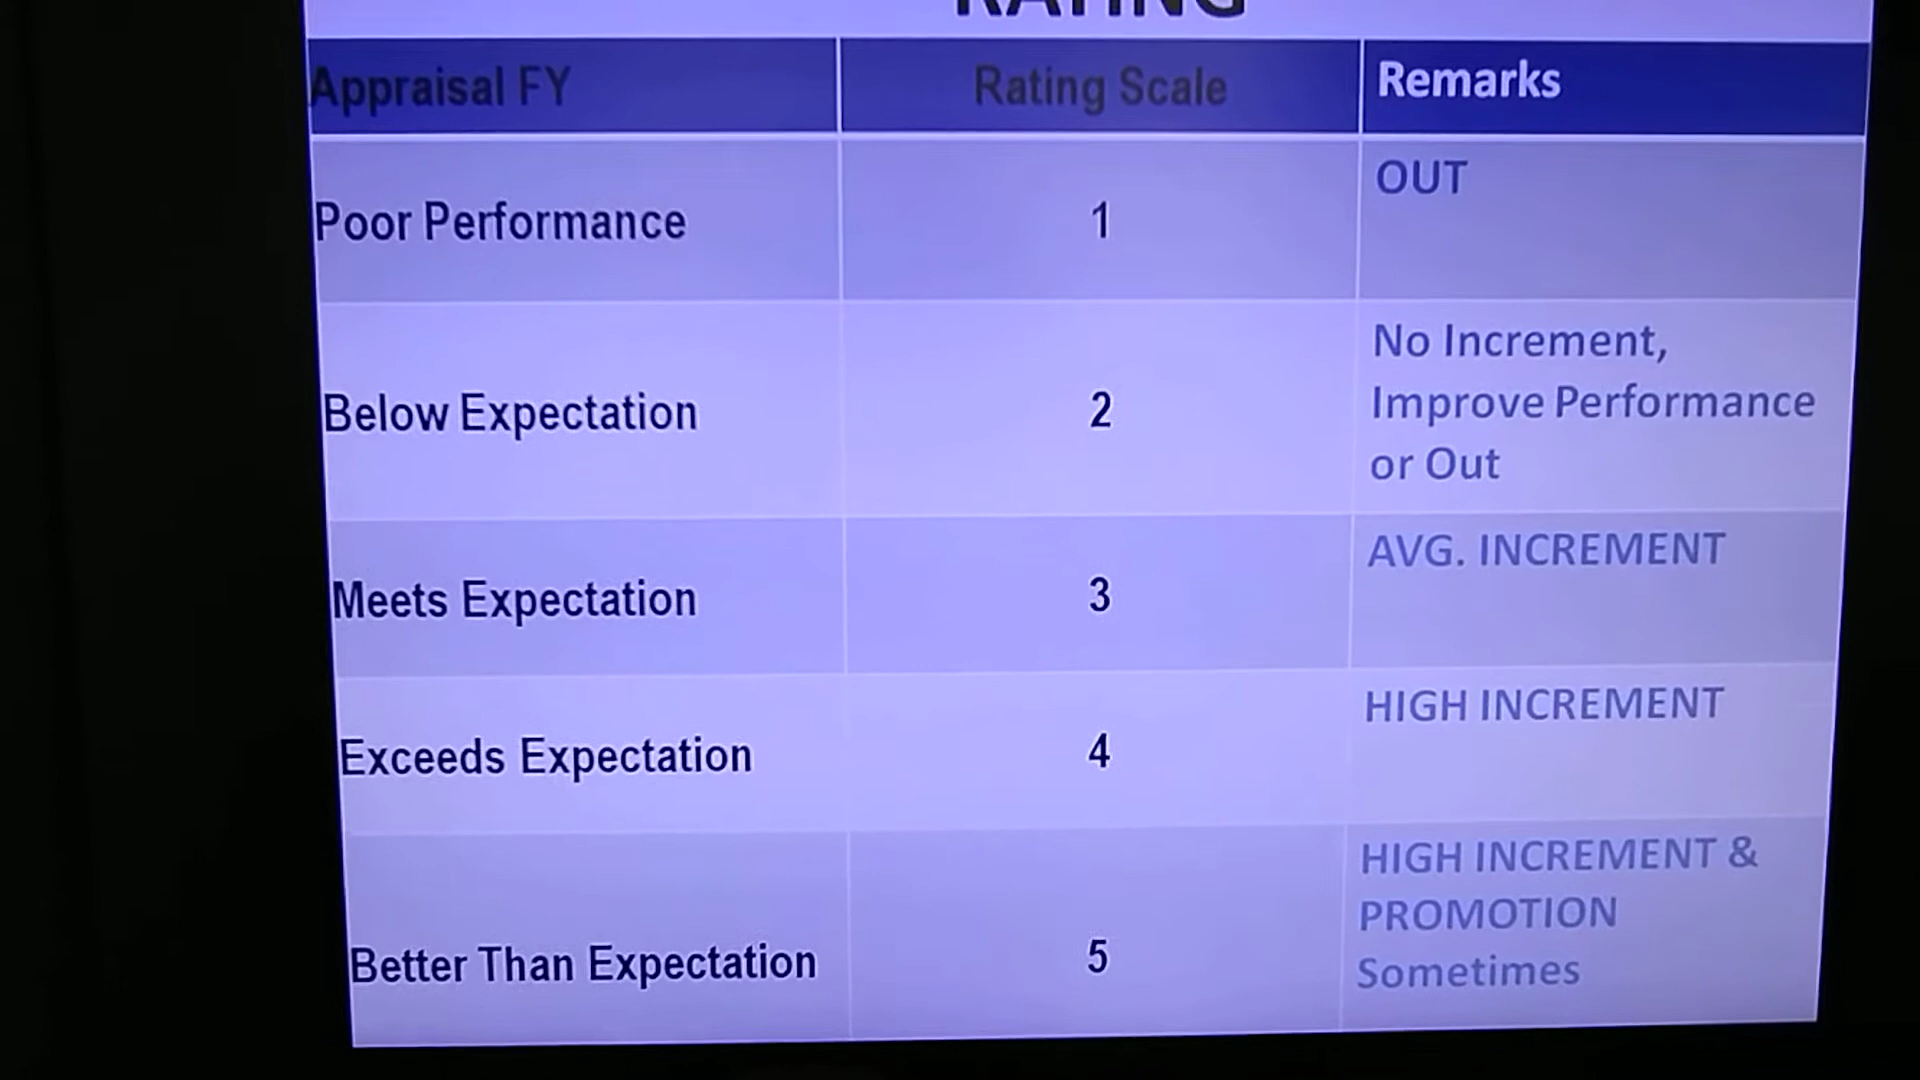 RATING
Appraisal FY Rating Scale Remarks
Poor Performance 1 OUT
Below Expectation 2 No Increment,
Improve Performance
or Out
Meets Expectation 3 AVG. INCREMENT
Exceeds Expectation 4 HIGH INCREMENT
Better Than Expectation 5 HIGH INCREMENT &
PROMOTION
Sometimes